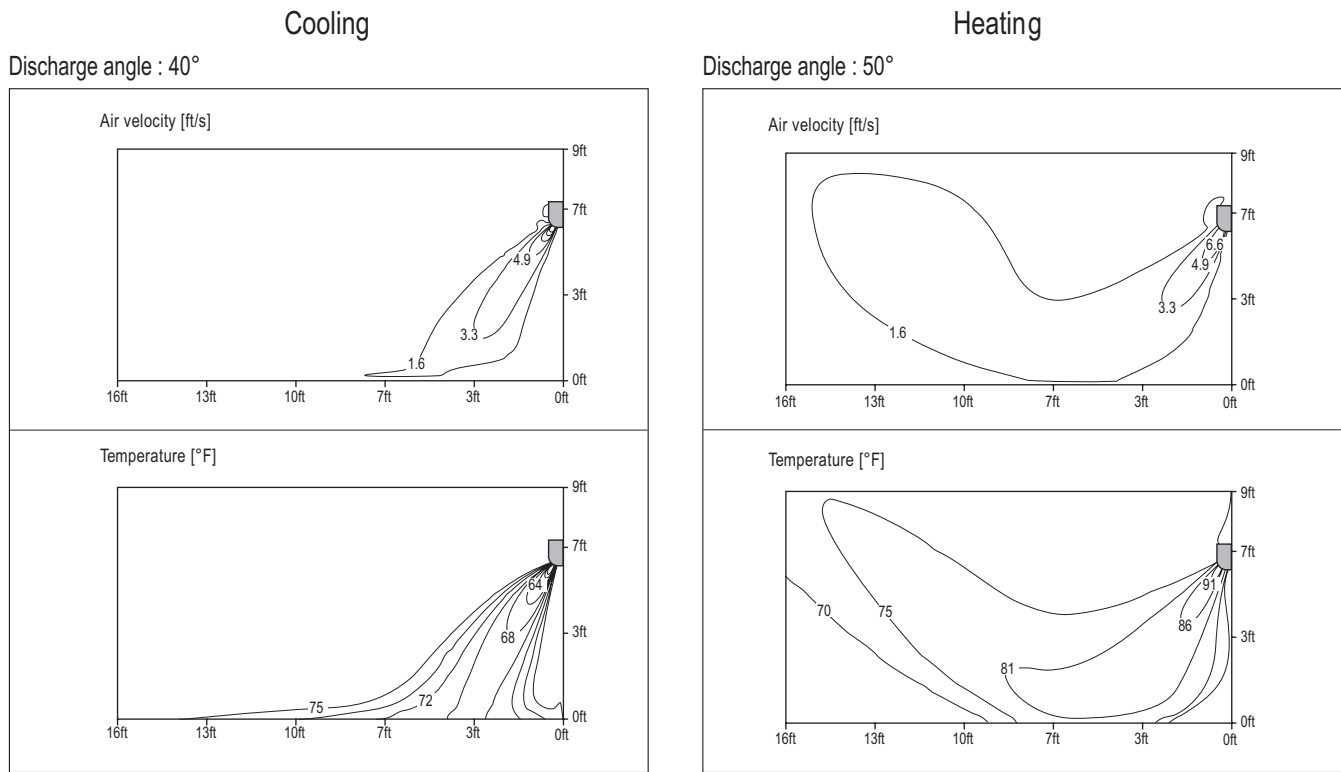 Cooling
Discharge angle : 40°
Air velocity [ft/s]
9ft
7ft
4.9
3ft
3.3
1.6
0ft
16ft 13ft 10ft 7ft 3ft 0ft
Temperature [°F]
9ft
7ft
64
68
3ft
75
72
0ft
16ft 13ft 10ft 7ft 3ft 0ft
Heating
Discharge angle : 50°
Air velocity [ft/s]
9ft
7ft
6.6
4.9
3ft
3.3
1.6
0ft
16ft 13ft 10ft 7ft 3ft 0ft
Temperature [°F]
9ft
7ft
91
70
75
86
3ft
81
0ft
16ft 13ft 10ft 7ft 3ft 0ft